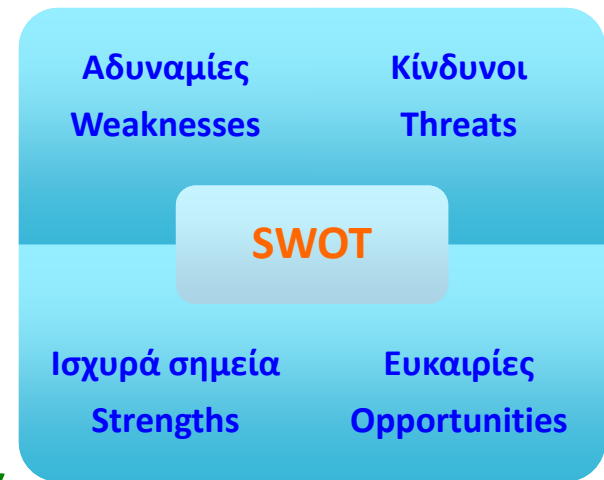 Αδυναμίες
Weaknesses
Κίνδυνοι
Threats
SWOT
Ισχυρά σημεία
Strengths
Ευκαιρίες
Opportunities